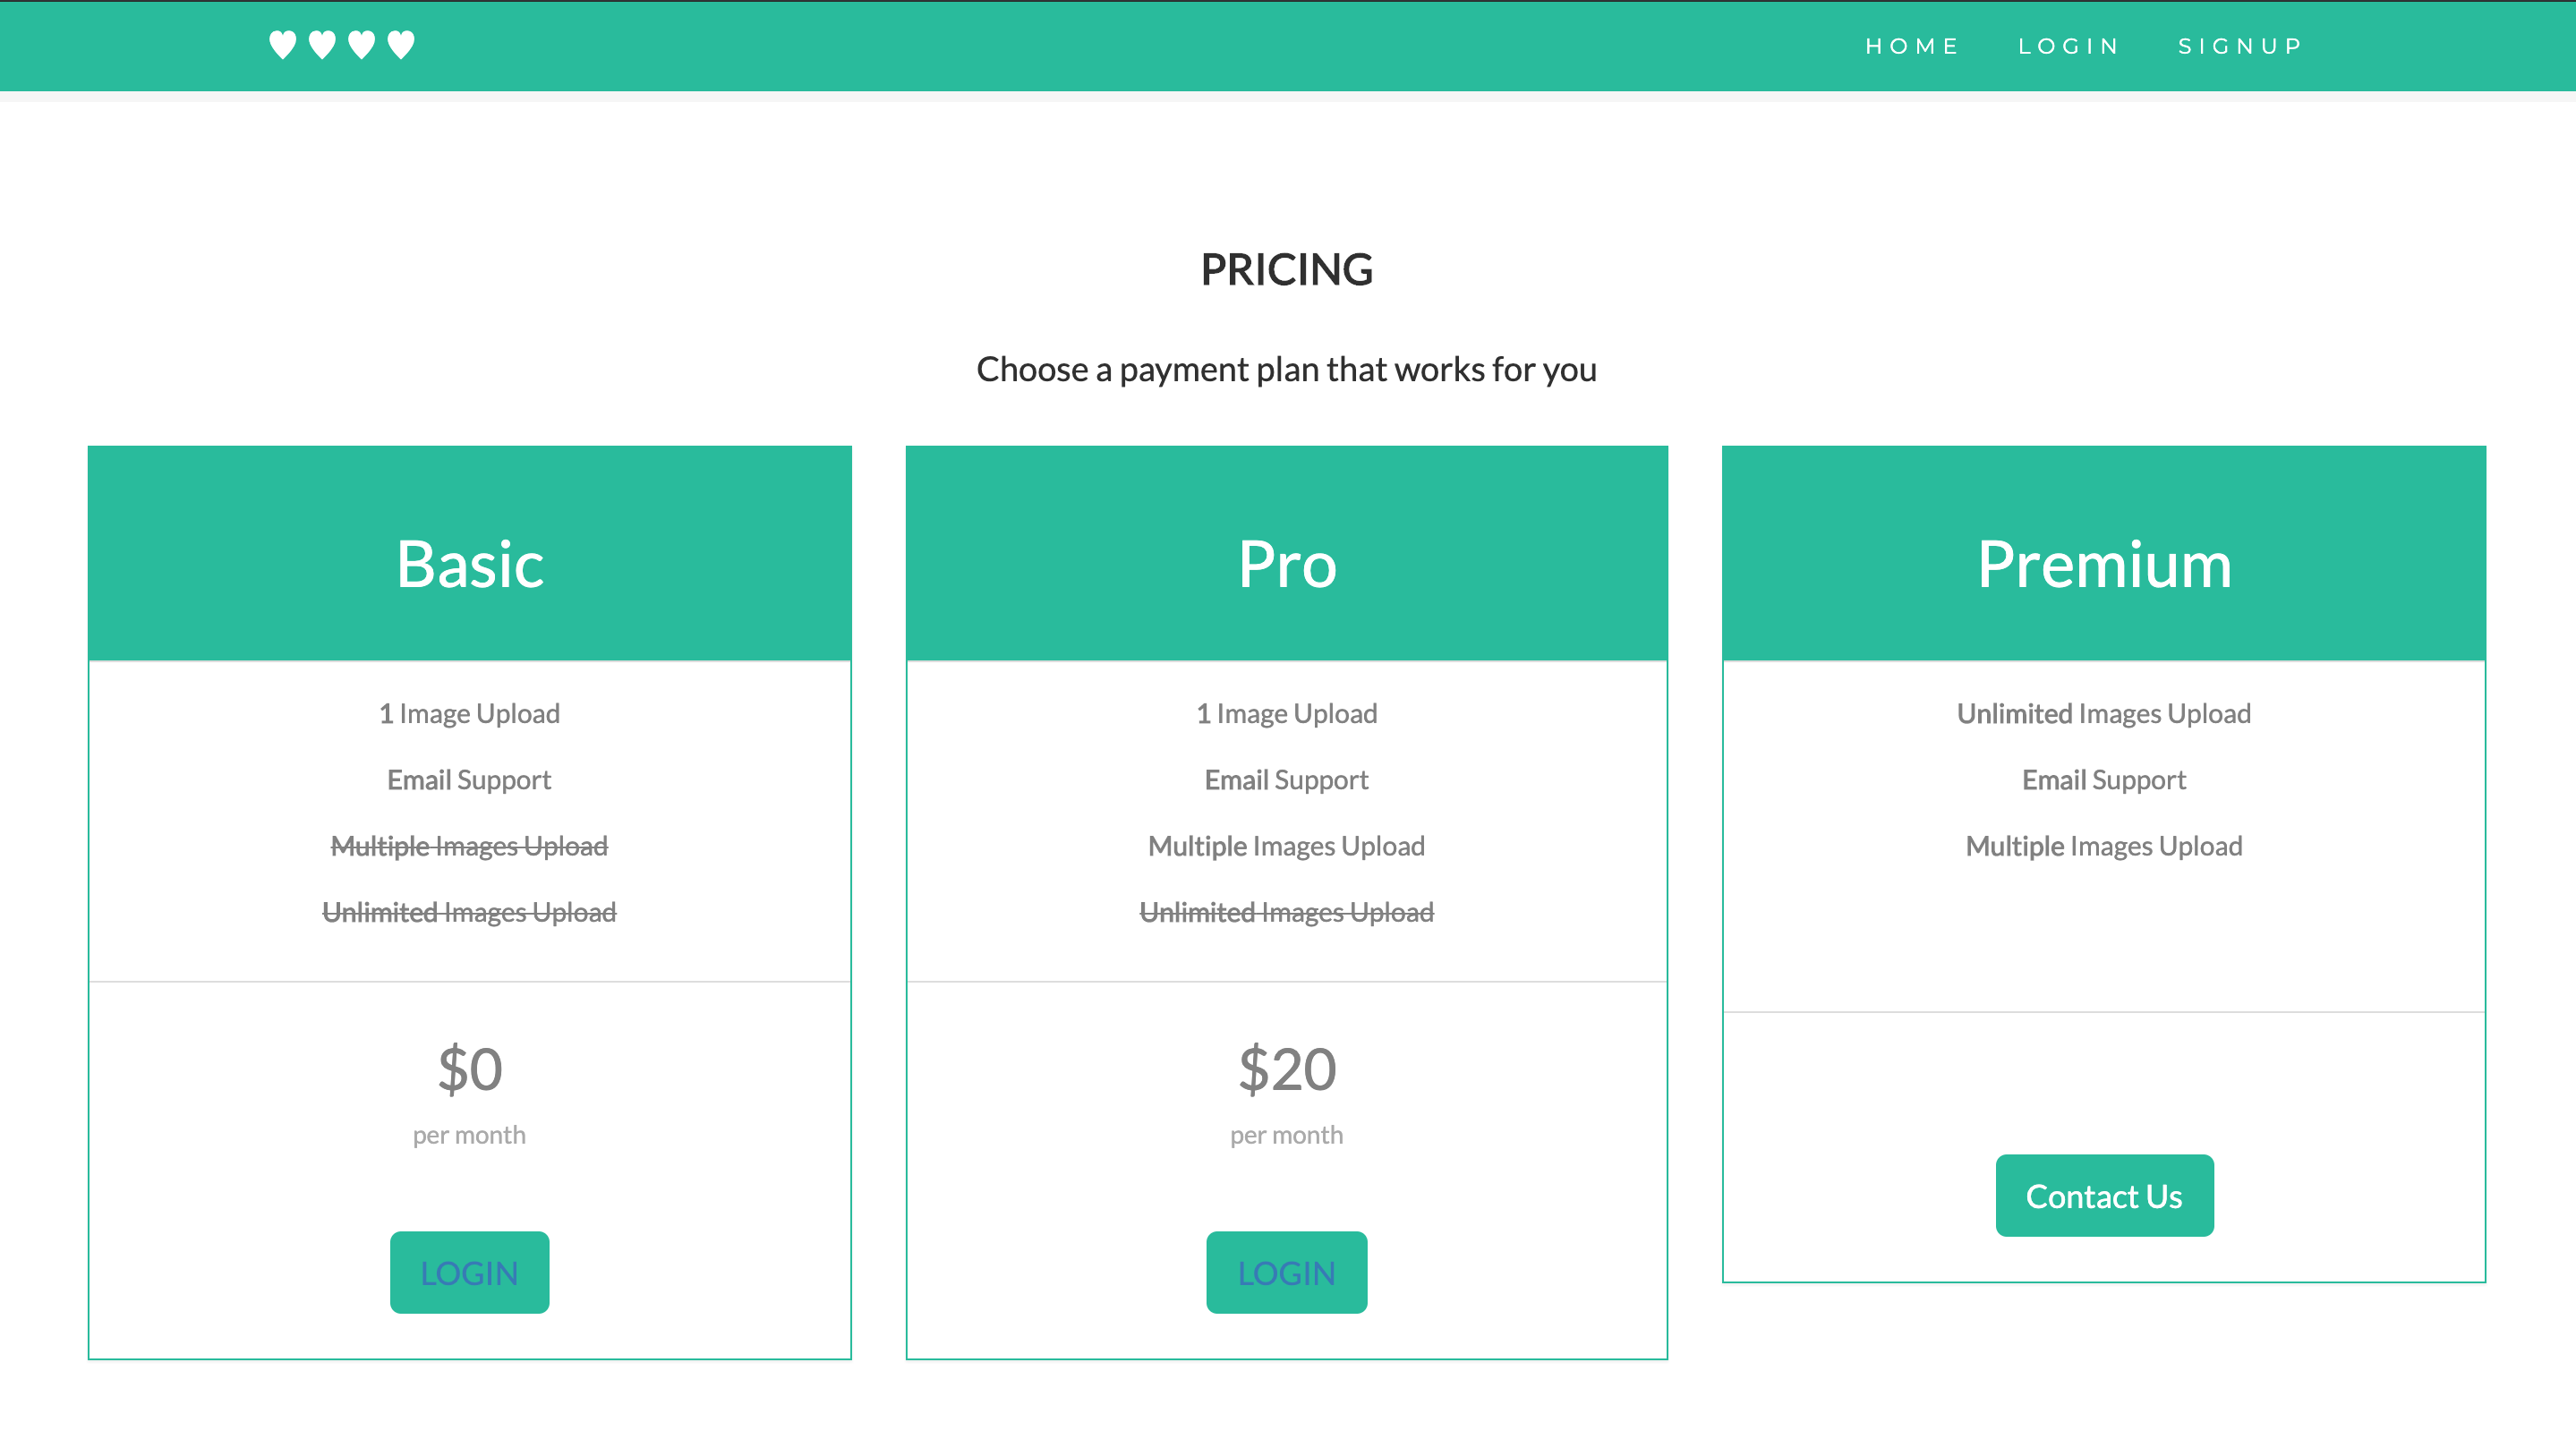 HOME LOGIN SIGNUP
PRICING
Choose a payment plan that works for you
Basic
1 Image Upload
Email Support
Multiple Images Upload
Unlimited Images Upload
$0
per month
LOGIN
Pro
1 Image Upload
Email Support
Multiple Images Upload
Unlimited Images Upload
$20
per month
LOGIN
Premium
Unlimited Images Upload
Email Support
Multiple Images Upload
Contact Us